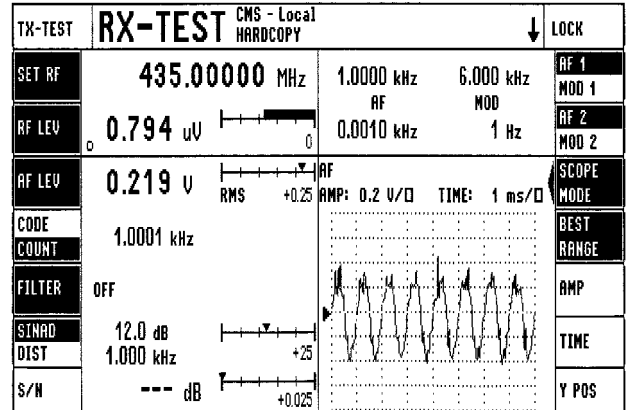 TX-TEST RX-TEST CMS - Local HARDCOPY LOCK
SET RF 435.00000 MHz 1.0000 kHz 6.000 kHz AF 1 MOD 1
AF MOD
RF LEV 0 0.794 uV 0 0.0010 kHz 1 Hz AF 2 MOD 2
AF LEV 0.219 V RMS +0.25 AF SCOPE MODE
AMP: 0.2 V/□ TIME: 1 ms/□
CODE COUNT 1.0001 kHz BEST RANGE
FILTER OFF AMP
SINAD DIST 12.0 dB 1.000 kHz +25 TIME
S/N --- dB +0.025 Y POS